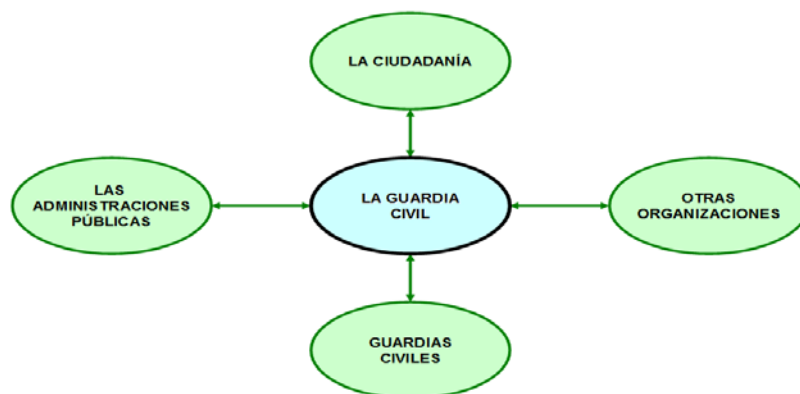 LA CIUDADANÍA
LAS
ADMINISTRACIONES
PÚBLICAS
LA GUARDIA
CIVIL
OTRAS
ORGANIZACIONES
GUARDIAS
CIVILES